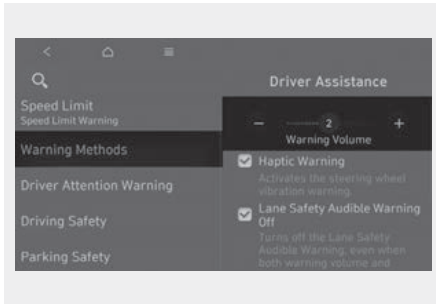 Driver Assistance
Speed Limit
Speed Limit Warning
Warning Methods
Driver Attention Warning
Driving Safety
Parking Safety
− 2 +
Warning Volume
Haptic Warning
Activates the steering wheel
vibration warning.
Lane Safety Audible Warning
Off
Turns off the Lane Safety
Audible Warning, even when
both warning volume and